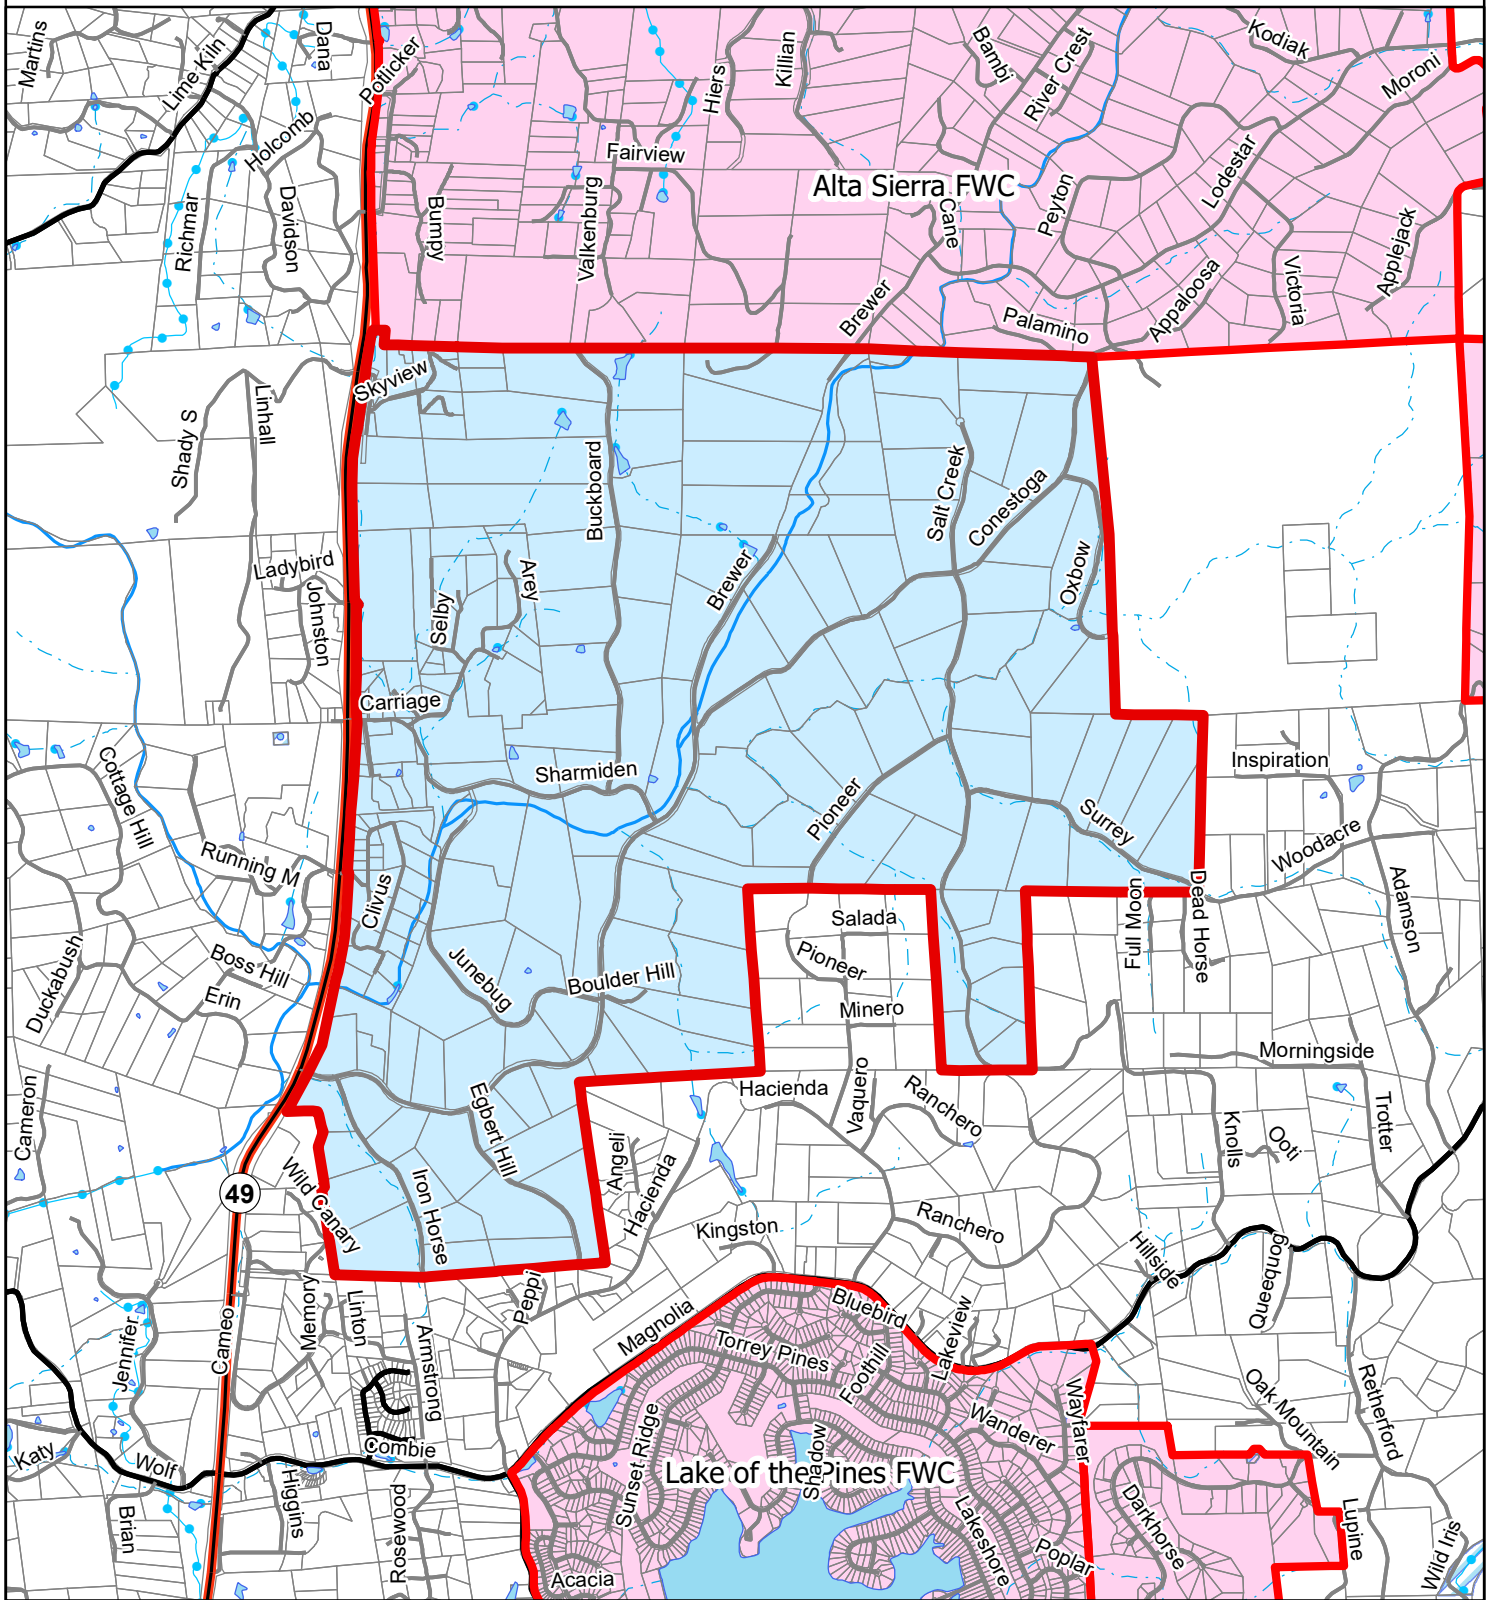 Martins
Lime Kiln
Dana
Potlicker
Hiers
Killian
Bambi
River Crest
Kodiak
Moroni
Holcomb
Fairview
Alta Sierra FWC
Richmar
Davidson
Bumpy
Valkenburg
Cane
Peyton
Lodestar
Applejack
Brewer
Palamino
Appaloosa
Victoria
Skyview
Shady S
Linhall
Buckboard
Salt Creek
Conestoga
Ladybird
Johnston
Selby
Arey
Brewer
Oxbow
Carriage
Cottage Hill
Sharmiden
Inspiration
Running M
Clivus
Pioneer
Surrey
Woodacre
Duckabush
Boss Hill
Erin
Junebug
Boulder Hill
Salada
Pioneer
Minero
Full Moon
Dead Horse
Adamson
Cameron
Egbert Hill
Hacienda
Vaquero
Ranchero
Morningside
Knolls
Ooti
Trotter
49
Wild Canary
Iron Horse
Angeli
Hacienda
Kingston
Ranchero
Hillside
Queequog
Jennifer
Cameo
Memory
Linton
Armstrong
Peppi
Magnolia
Bluebird
Torrey Pines
Foothill
Lakeview
Wayfarer
Oak Mountain
Retherford
Katy
Wolf
Combie
Sunset Ridge
Shadow
Wanderer
Lake of the Pines FWC
Brian
Higgins
Rosewood
Acacia
Lakeshore
Poplar
Darkhorse
Lupine
Wild Iris